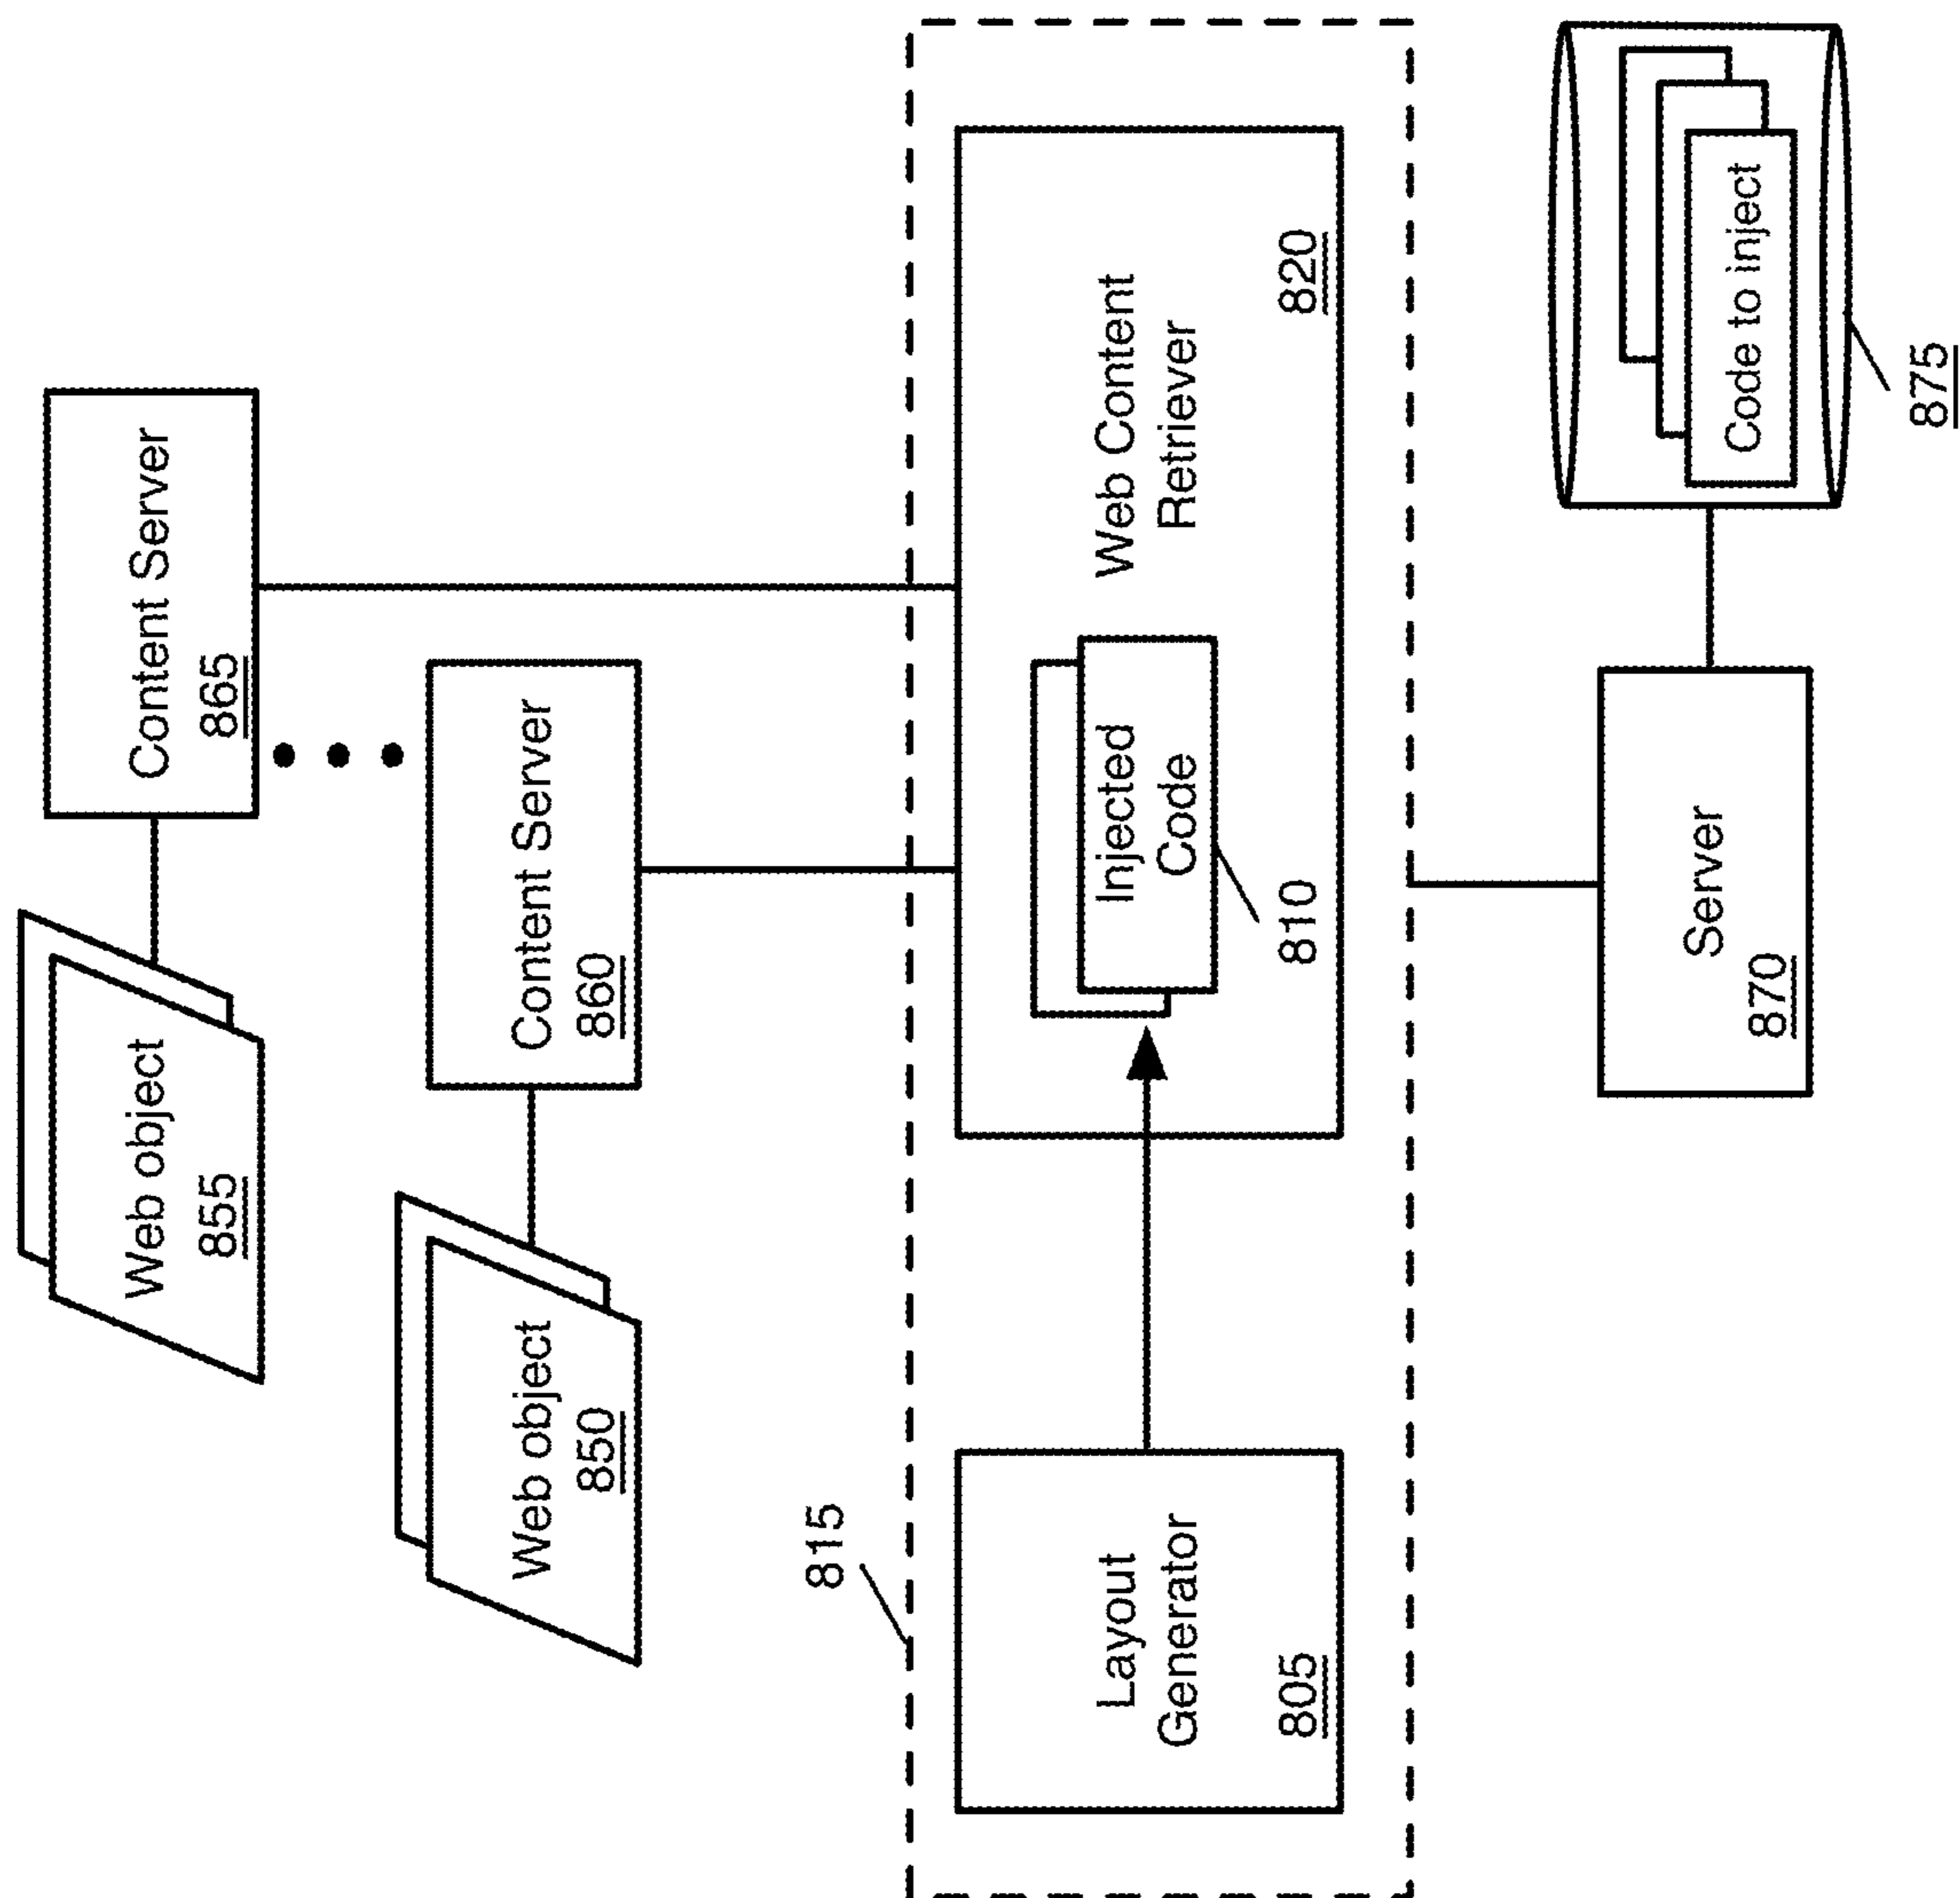 Web object
855
Content Server
865
Web object
850
Content Server
860
815
Layout
Generator
805
Injected
Code
810
Web Content
Retriever
820
Server
870
Code to inject
875